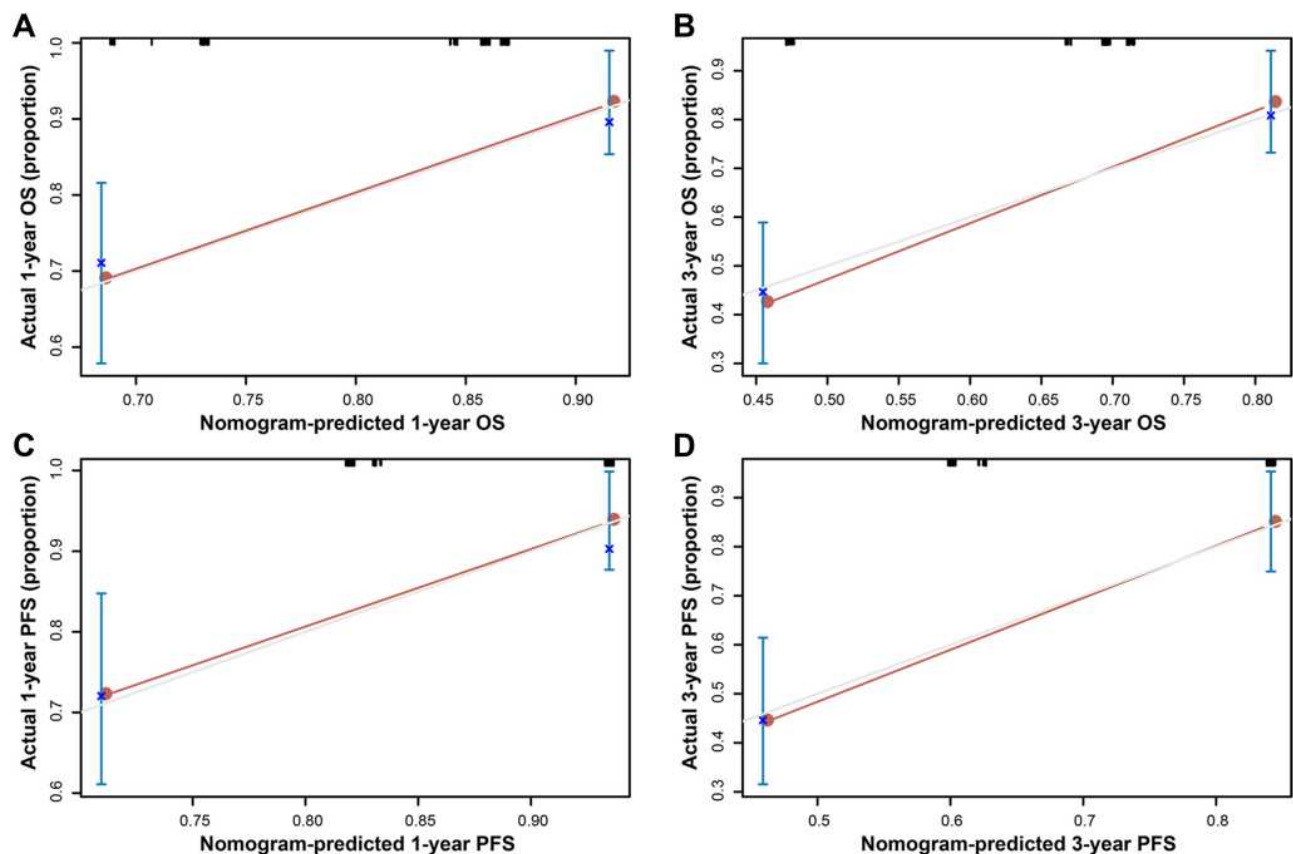 A
Actual 1-year OS (proportion)
1.0
0.9
0.8
0.7
0.6
0.70 0.75 0.80 0.85 0.90
Nomogram-predicted 1-year OS
B
Actual 3-year OS (proportion)
0.9
0.8
0.7
0.6
0.5
0.4
0.3
0.45 0.50 0.55 0.60 0.65 0.70 0.75 0.80
Nomogram-predicted 3-year OS
C
Actual 1-year PFS (proportion)
1.0
0.9
0.8
0.7
0.6
0.75 0.80 0.85 0.90
Nomogram-predicted 1-year PFS
D
Actual 3-year PFS (proportion)
0.9
0.8
0.7
0.6
0.5
0.4
0.3
0.5 0.6 0.7 0.8
Nomogram-predicted 3-year PFS